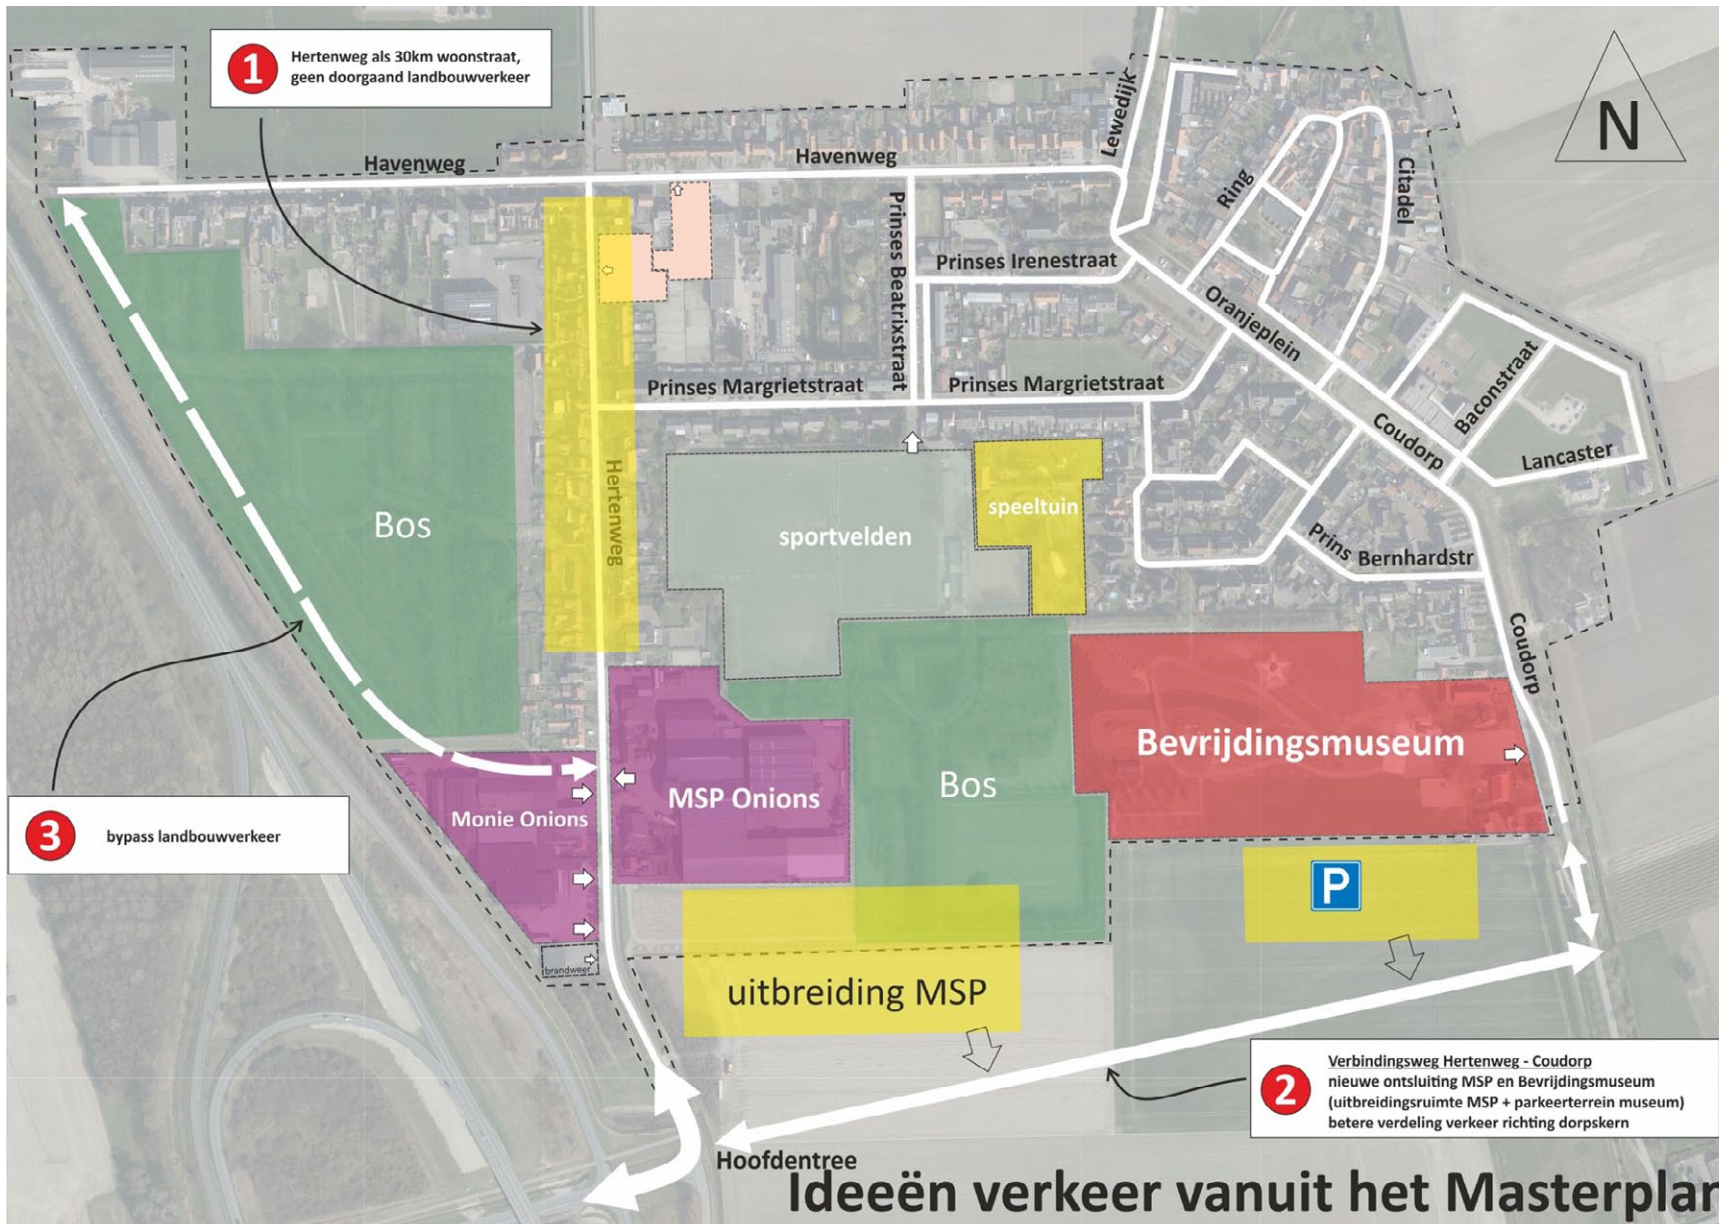 1
Hertenweg als 30km woonstraat,
geen doorgaand landbouwverkeer
N
Havenweg
Havenweg
Lewedijk
Ring
Citadel
Prinses Beatrixstraat
Prinses Irenestraat
Oranjeplein
Prinses Margrietstraat
Prinses Margrietstraat
Baconstraat
Coudorp
Lancaster
Hertenweg
Bos
sportvelden
speeltuin
Prins Bernhardstr
Coudorp
Bevrijdingsmuseum
MSP Onions
Bos
Monie Onions
3
bypass landbouwverkeer
P
brandweer
uitbreiding MSP
2
Verbindingsweg Hertenweg - Coudorp
nieuwe ontsluiting MSP en Bevrijdingsmuseum
(uitbreidingsruimte MSP + parkeerterrein museum)
betere verdeling verkeer richting dorpskern
Hoofdentree
Ideeën verkeer vanuit het Masterplan